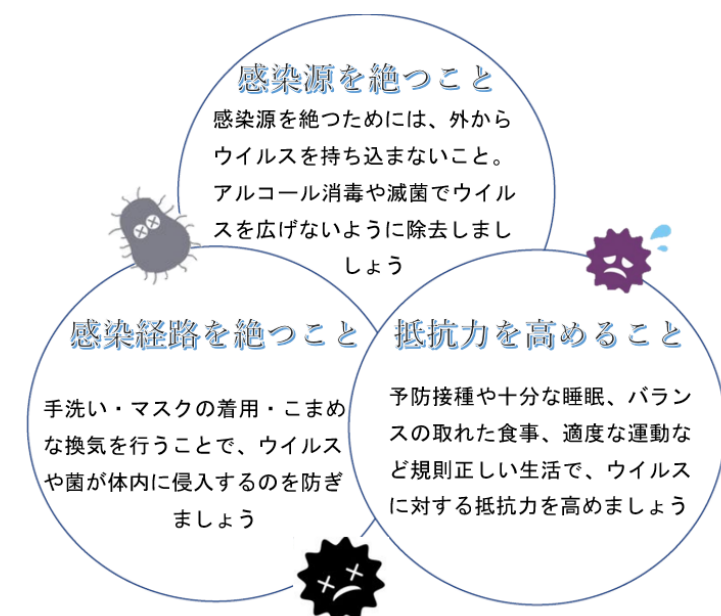 感染源を絶つこと
感染源を絶つためには、外から
ウイルスを持ち込まないこと。
アルコール消毒や滅菌でウイル
スを広げないように除去しまし
しょう
感染経路を絶つこと
手洗い・マスクの着用・こまめ
な換気を行うことで、ウイルス
や菌が体内に侵入するのを防ぎ
ましょう
抵抗力を高めること
予防接種や十分な睡眠、バラン
スの取れた食事、適度な運動な
ど規則正しい生活で、ウイルス
に対する抵抗力を高めましょう